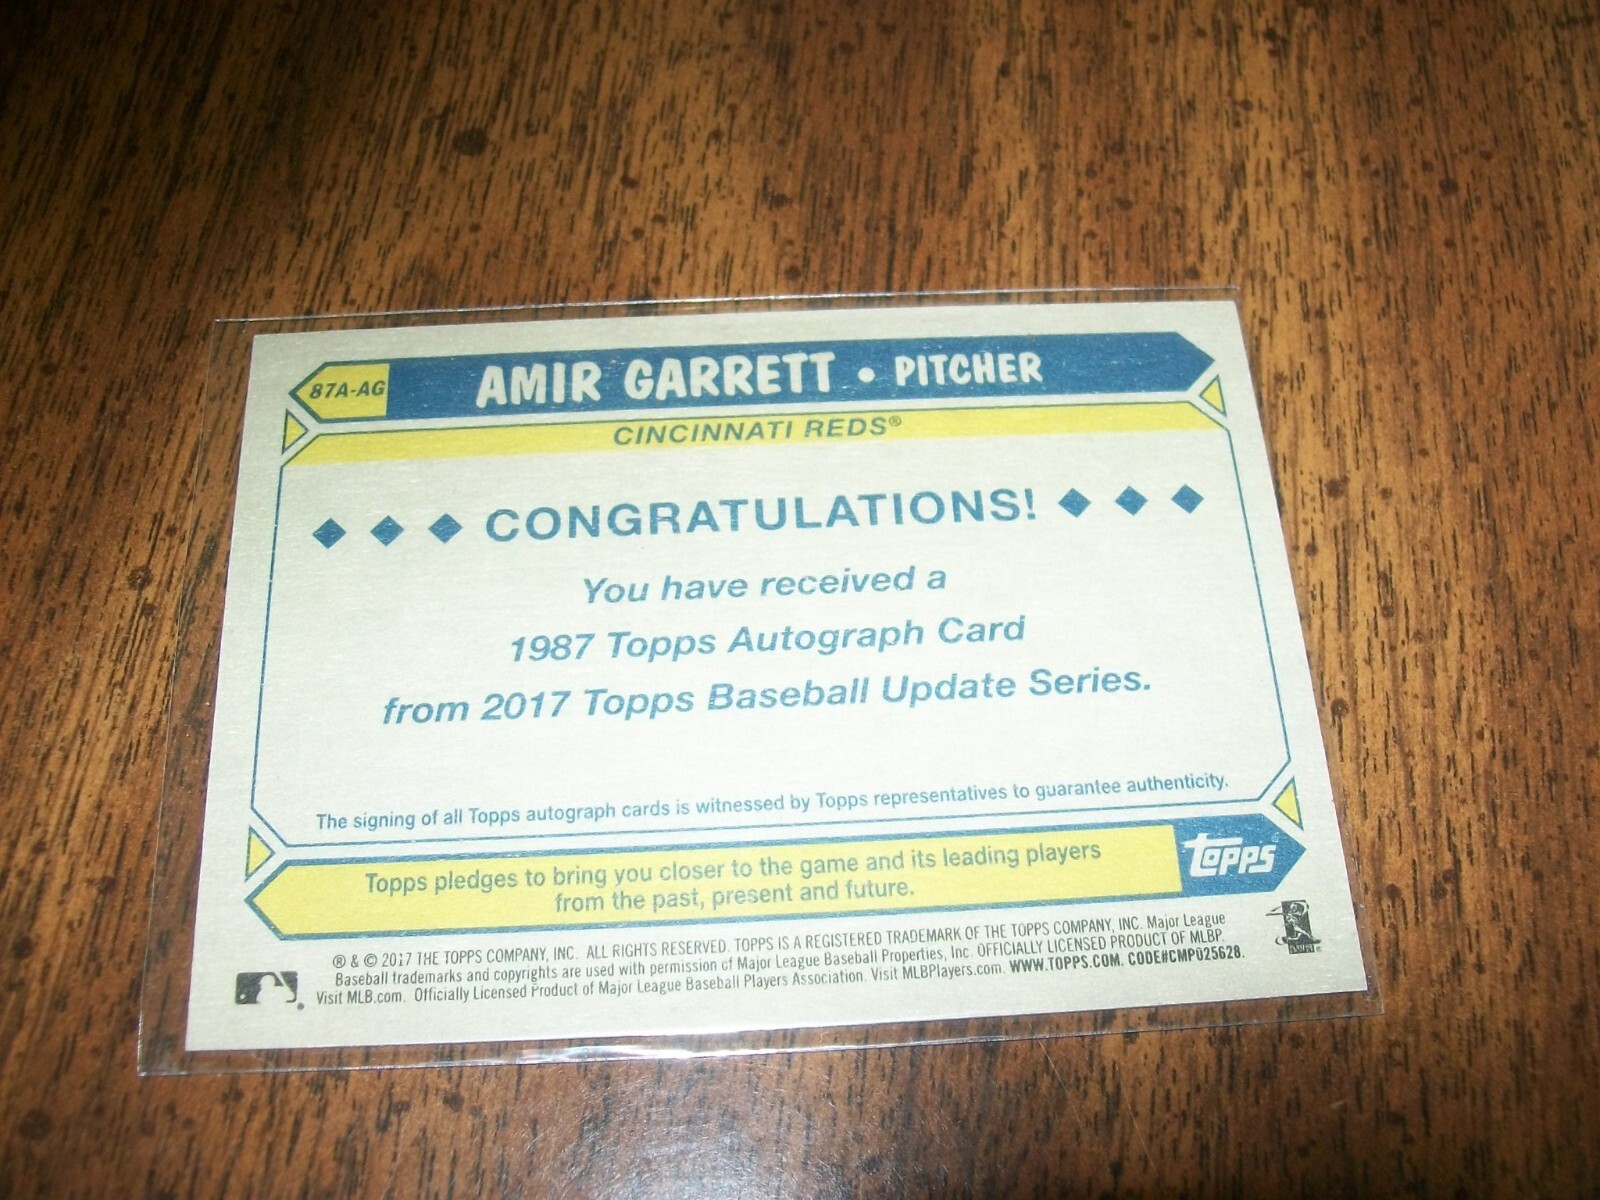 87A-AG
AMIR GARRETT • PITCHER
CINCINNATI REDS®
CONGRATULATIONS!
You have received a
1987 Topps Autograph Card
from 2017 Topps Baseball Update Series.
The signing of all Topps autograph cards is witnessed by Topps representatives to guarantee authenticity.
Topps pledges to bring you closer to the game and its leading players
from the past, present and future.
topps
® & © 2017 THE TOPPS COMPANY, INC. ALL RIGHTS RESERVED. TOPPS IS A REGISTERED TRADEMARK OF THE TOPPS COMPANY, INC. Major League
Baseball trademarks and copyrights are used with permission of Major League Baseball Properties, Inc. OFFICIALLY LICENSED PRODUCT OF MLBP.
Visit MLB.com. Officially Licensed Product of Major League Baseball Players Association. Visit MLBPlayers.com. WWW.TOPPS.COM. CODE#CMP025628.